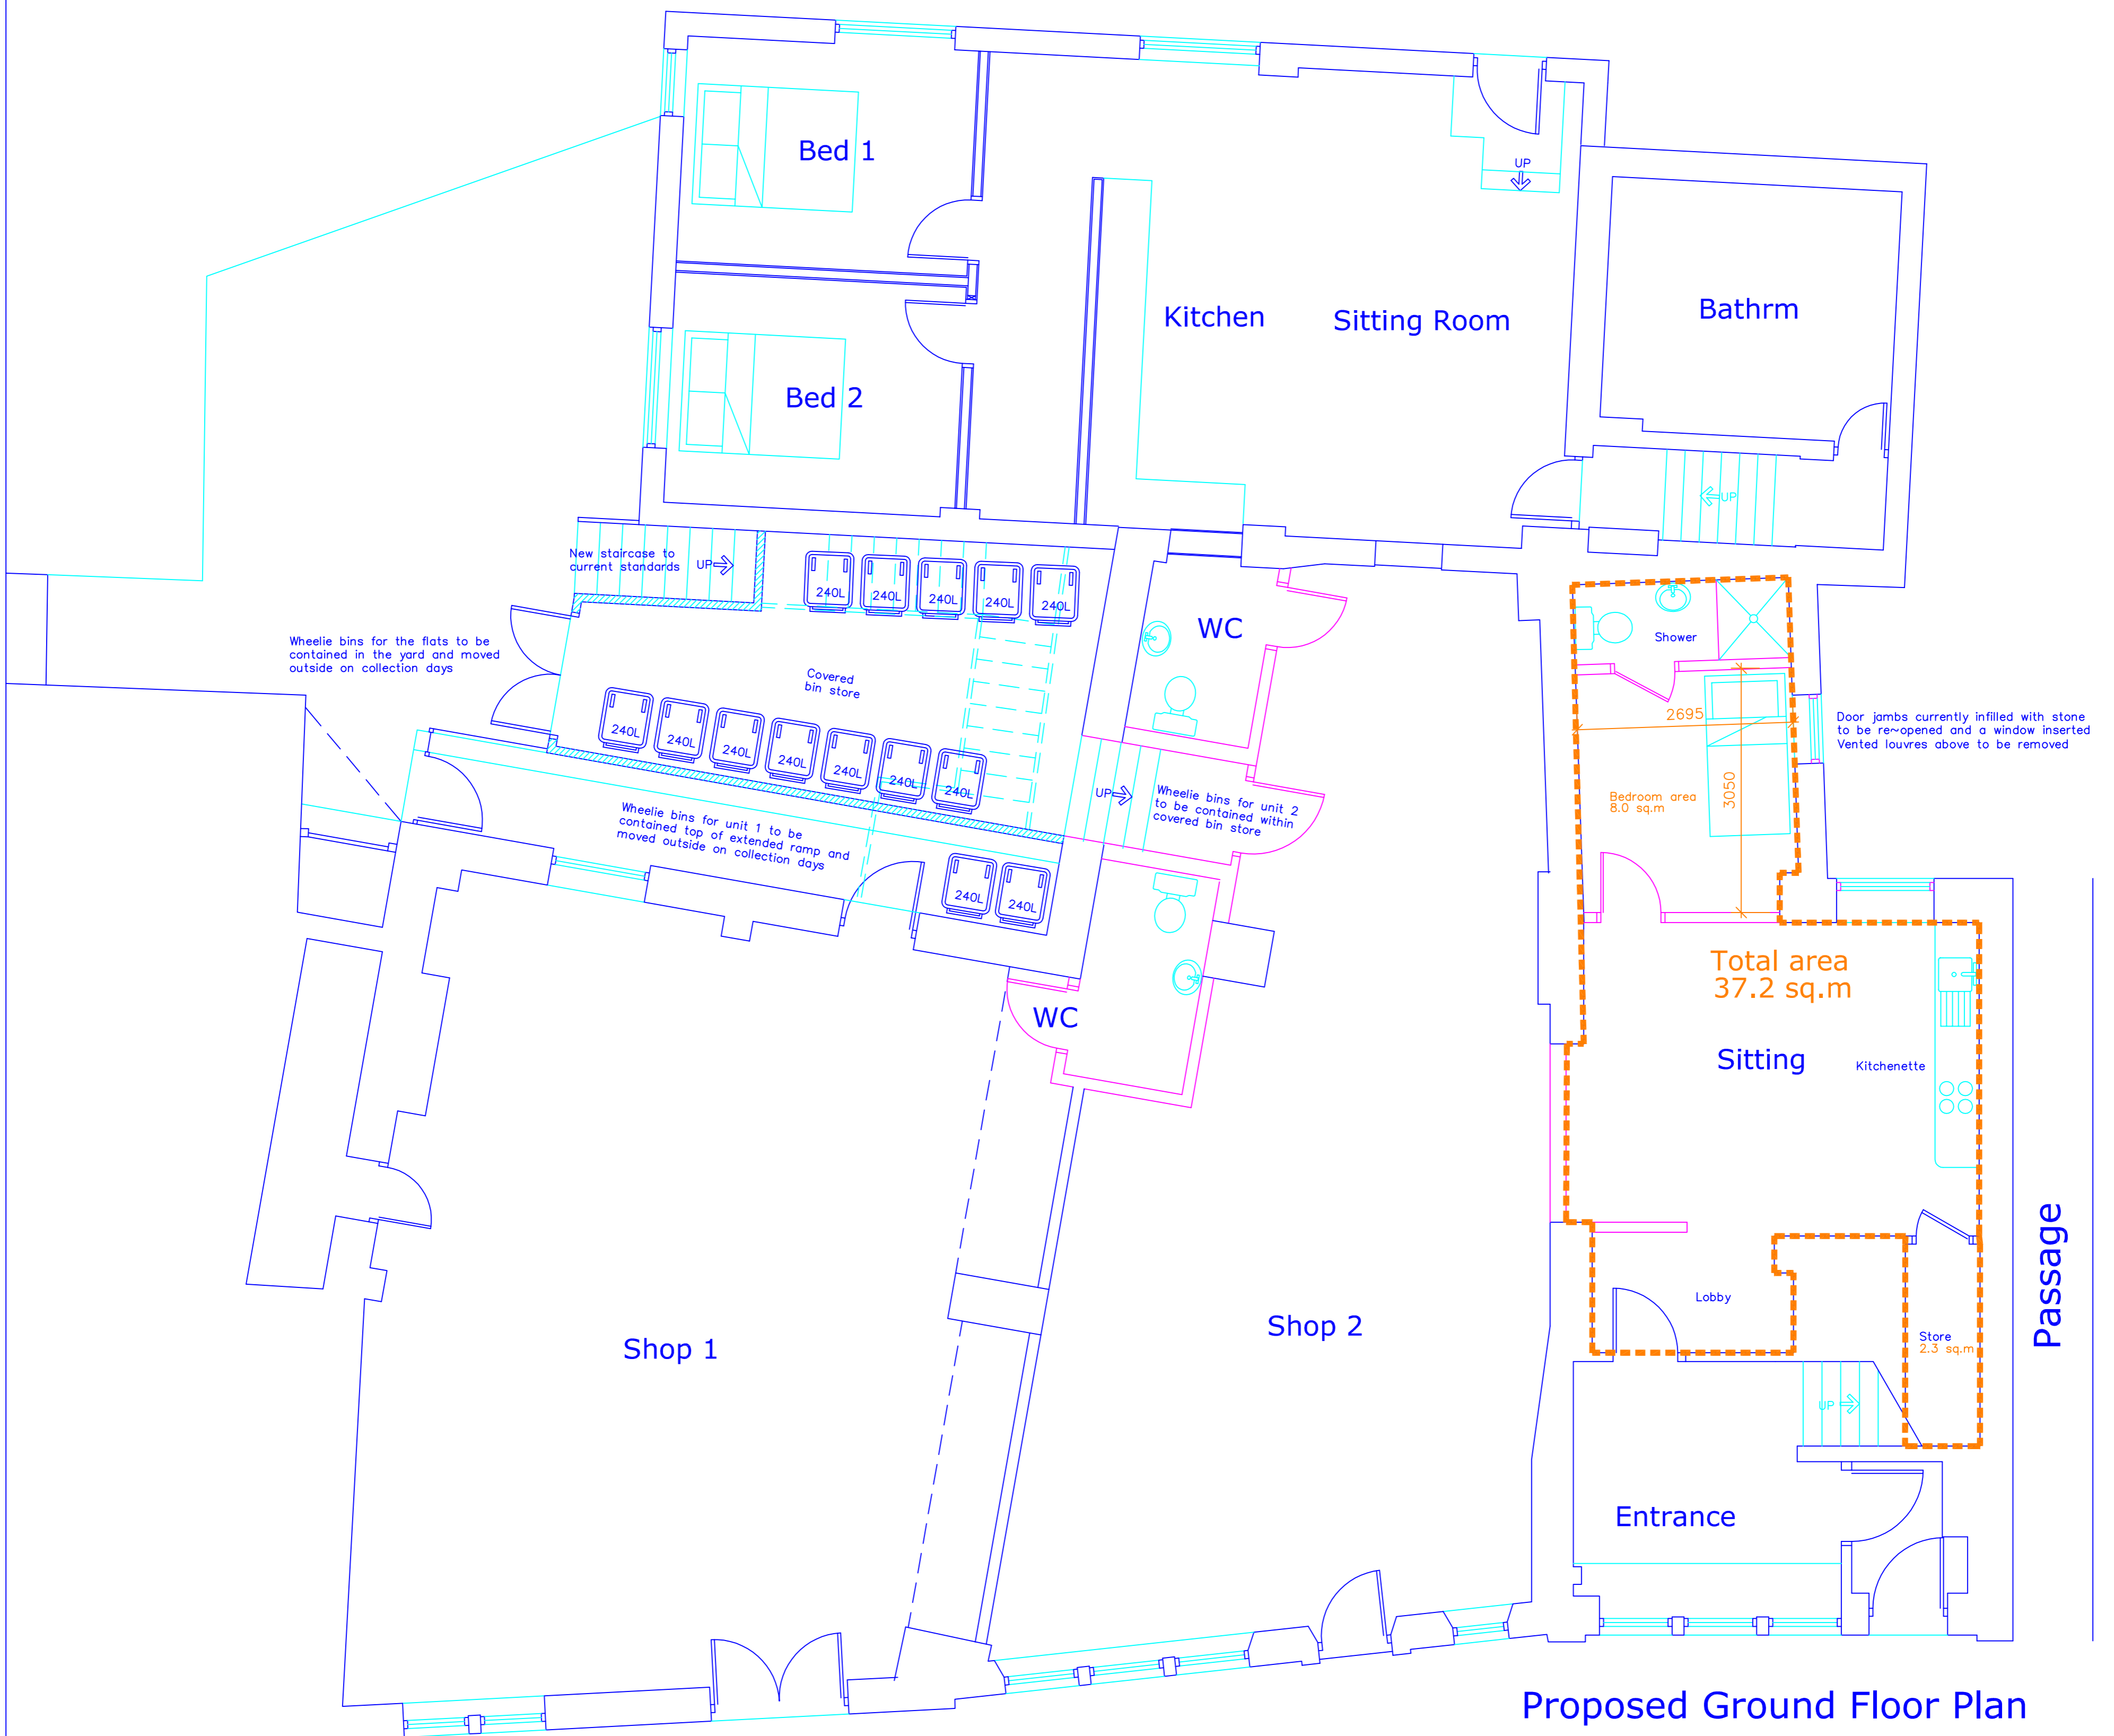 Bed 1
UP
Bed 2
Kitchen
Sitting Room
Bathrm
UP
New staircase to
current standards
UP
240L
240L
240L
240L
240L
Wheelie bins for the flats to be
contained in the yard and moved
outside on collection days
Covered
bin store
240L
240L
240L
240L
240L
240L
240L
WC
Shower
2695
Door jambs currently infilled with stone
to be re~opened and a window inserted
Vented louvres above to be removed
3050
Bedroom area
8.0 sq.m
UP
Wheelie bins for unit 2
to be contained within
covered bin store
Wheelie bins for unit 1 to be
contained top of extended ramp and
moved outside on collection days
240L
240L
WC
Total area
37.2 sq.m
Sitting
Kitchenette
Passage
Lobby
Store
2.3 sq.m
Shop 1
Shop 2
UP
Entrance
Proposed Ground Floor Plan